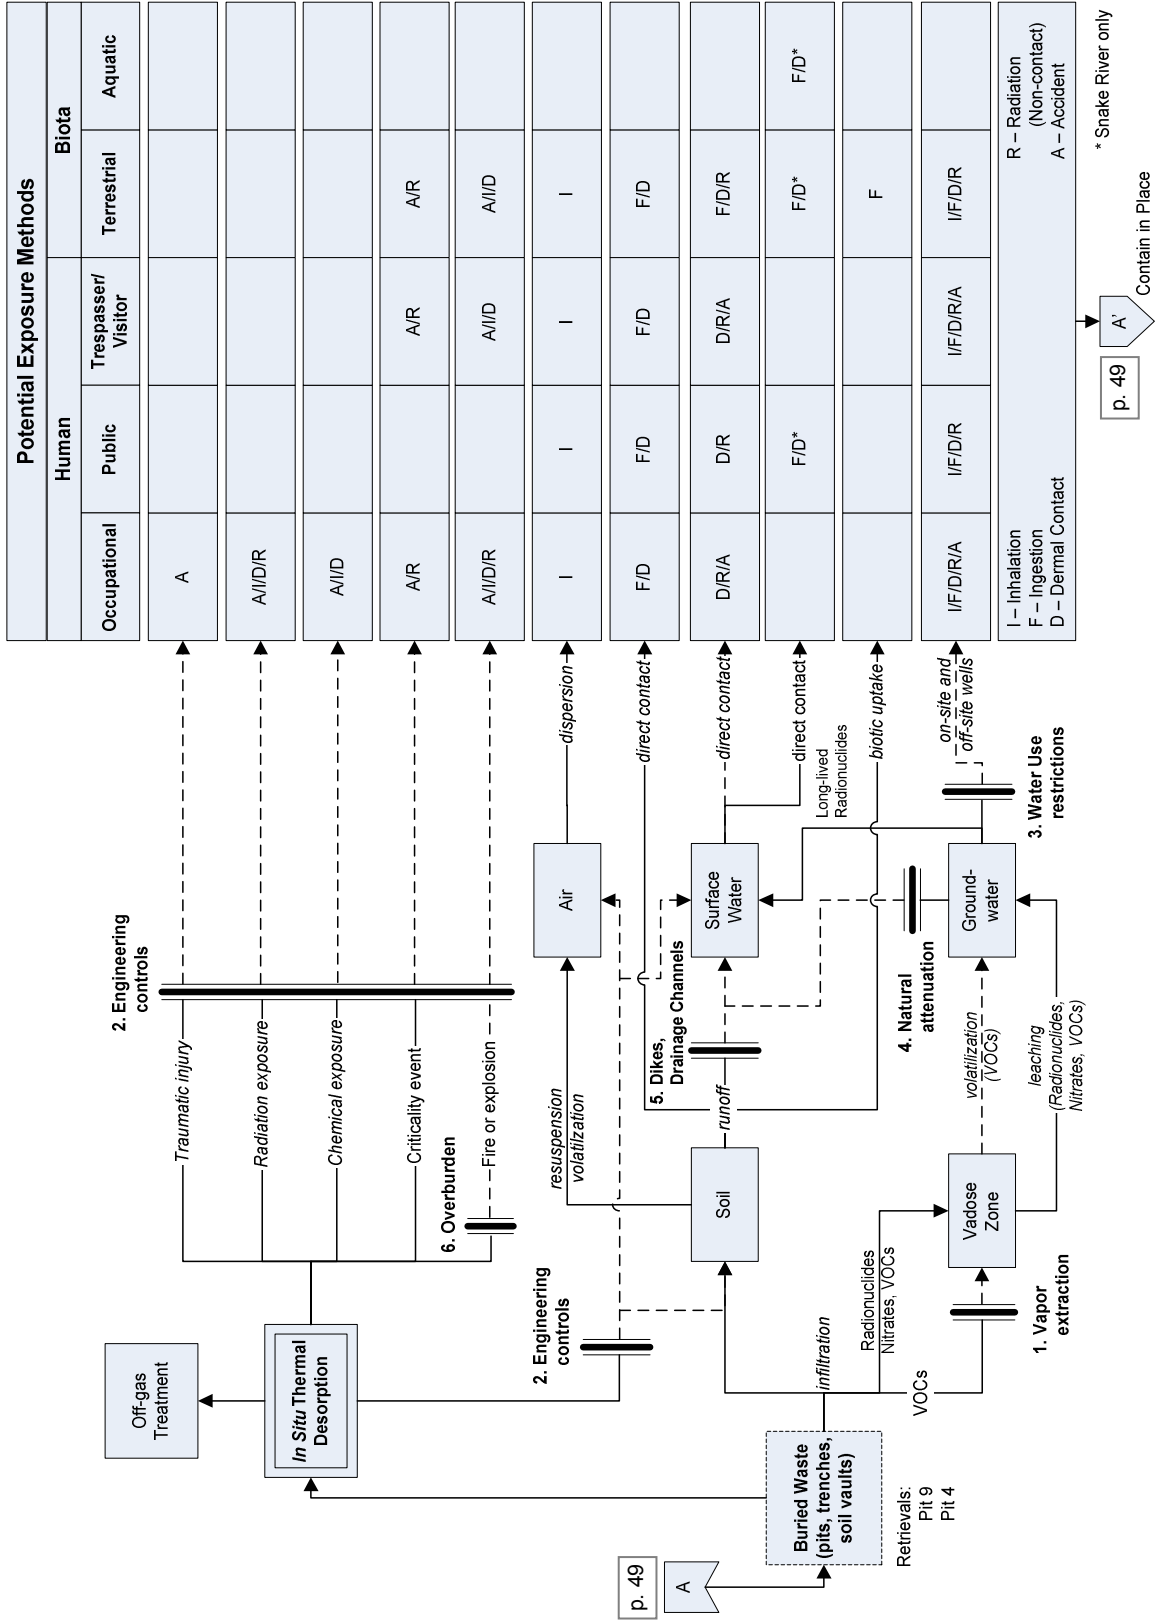 Potential Exposure Methods
Human
Biota
Occupational
Public
Trespasser/
Visitor
Terrestrial
Aquatic
A
A/I/D/R
A/I/D
A/R
A/R
A/R
A/I/D/R
A/I/D
A/I/D
I
I
I
I
F/D
F/D
F/D
F/D
D/R/A
D/R
D/R/A
F/D/R
F/D*
F/D*
F/D*
F
I/F/D/R/A
I/F/D/R
I/F/D/R/A
I/F/D/R
I – Inhalation
F – Ingestion
D – Dermal Contact
R – Radiation
(Non-contact)
A – Accident
* Snake River only
p. 49
A'
Contain in Place
2. Engineering
controls
Traumatic injury
Radiation exposure
Chemical exposure
Criticality event
Fire or explosion
6. Overburden
Off-gas
Treatment
In Situ Thermal
Desorption
2. Engineering
controls
resuspension
volatilzation
Air
dispersion
direct contact
5. Dikes,
Drainage Channels
Soil
runoff
Surface
Water
direct contact
direct contact
Long-lived
Radionuclides
biotic uptake
on-site and
off-site wells
3. Water Use
restrictions
4. Natural
attenuation
Ground-
water
volatilization
(VOCs)
leaching
(Radionuclides,
Nitrates, VOCs)
Vadose
Zone
1. Vapor
extraction
Radionuclides
Nitrates, VOCs
VOCs
infiltration
Buried Waste
(pits, trenches,
soil vaults)
Retrievals:
Pit 9
Pit 4
p. 49
A